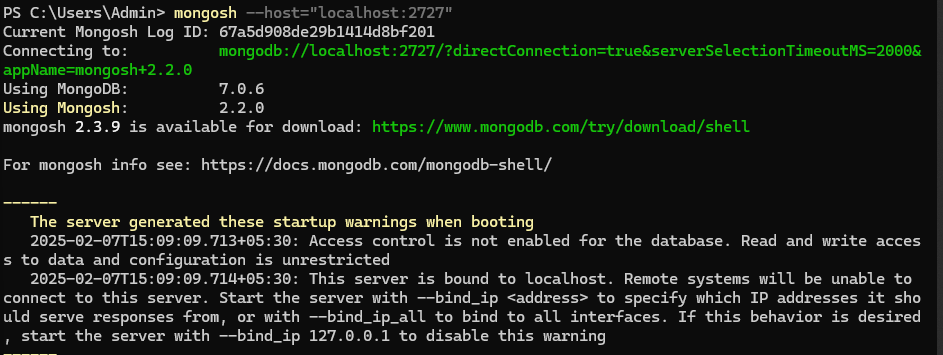 PS C:\Users\Admin> mongosh --host="localhost:2727"
Current Mongosh Log ID: 67a5d908de29b1414d8bf201
Connecting to:          mongodb://localhost:2727/?directConnection=true&serverSelectionTimeoutMS=2000&
appName=mongosh+2.2.0
Using MongoDB:          7.0.6
Using Mongosh:          2.2.0
mongosh 2.3.9 is available for download: https://www.mongodb.com/try/download/shell

For mongosh info see: https://docs.mongodb.com/mongodb-shell/

------
   The server generated these startup warnings when booting
   2025-02-07T15:09:09.713+05:30: Access control is not enabled for the database. Read and write acces
s to data and configuration is unrestricted
   2025-02-07T15:09:09.714+05:30: This server is bound to localhost. Remote systems will be unable to
connect to this server. Start the server with --bind_ip <address> to specify which IP addresses it sho
uld serve responses from, or with --bind_ip_all to bind to all interfaces. If this behavior is desired
, start the server with --bind_ip 127.0.0.1 to disable this warning
------